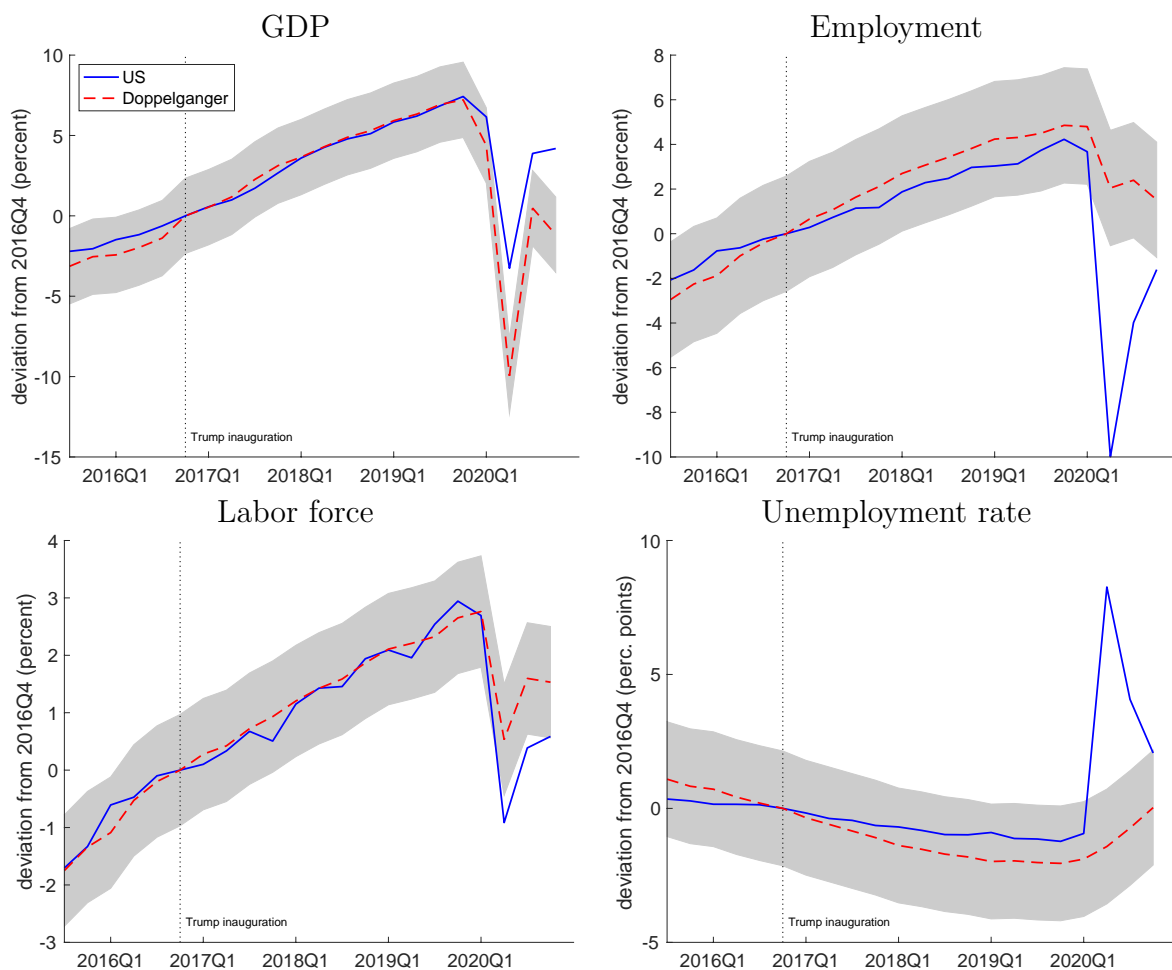 GDP
deviation from 2016Q4 (percent)
10
5
0
-5
-10
-15
US
Doppelganger
Trump inauguration
2016Q1 2017Q1 2018Q1 2019Q1 2020Q1
Employment
deviation from 2016Q4 (percent)
8
6
4
2
0
-2
-4
-6
-8
-10
Trump inauguration
2016Q1 2017Q1 2018Q1 2019Q1 2020Q1
Labor force
deviation from 2016Q4 (percent)
4
3
2
1
0
-1
-2
-3
Trump inauguration
2016Q1 2017Q1 2018Q1 2019Q1 2020Q1
Unemployment rate
deviation from 2016Q4 (perc. points)
10
5
0
-5
Trump inauguration
2016Q1 2017Q1 2018Q1 2019Q1 2020Q1